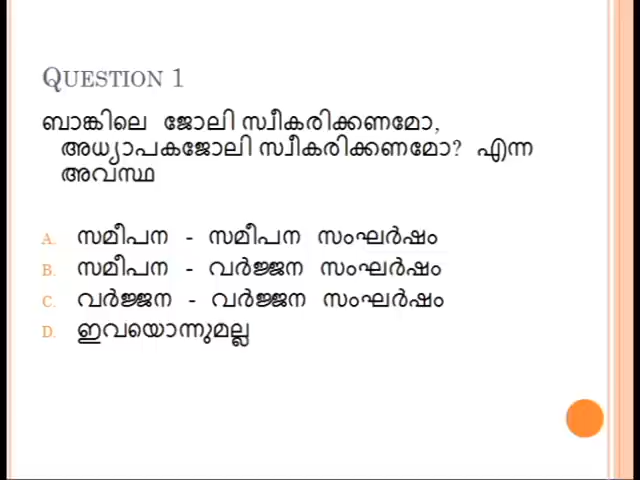 QUESTION 1
ബാങ്കിലെ ജോലി സ്വീകരിക്കണമോ,
അധ്യാപകജോലി സ്വീകരിക്കണമോ? എന്ന
അവസ്ഥ
A. സമീപന - സമീപന സംഘർഷം
B. സമീപന - വർജ്ജന സംഘർഷം
C. വർജ്ജന - വർജ്ജന സംഘർഷം
D. ഇവയൊന്നുമല്ല